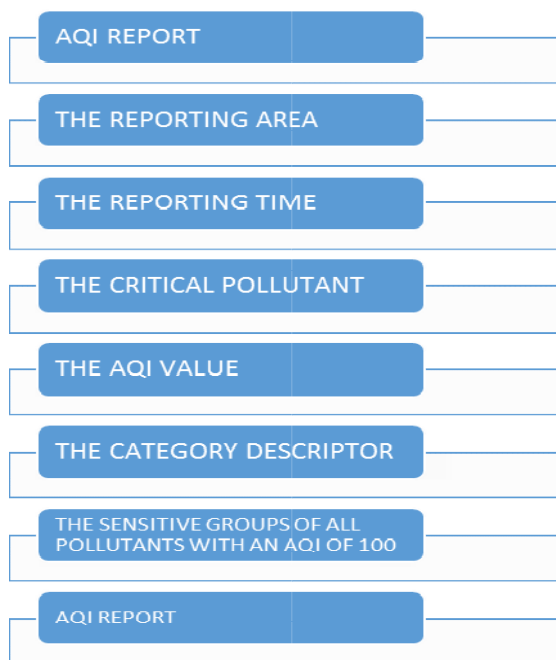 AQI REPORT
THE REPORTING AREA
THE REPORTING TIME
THE CRITICAL POLLUTANT
THE AQI VALUE
THE CATEGORY DESCRIPTOR
THE SENSITIVE GROUPS OF ALL
POLLUTANTS WITH AN AQI OF 100
AQI REPORT